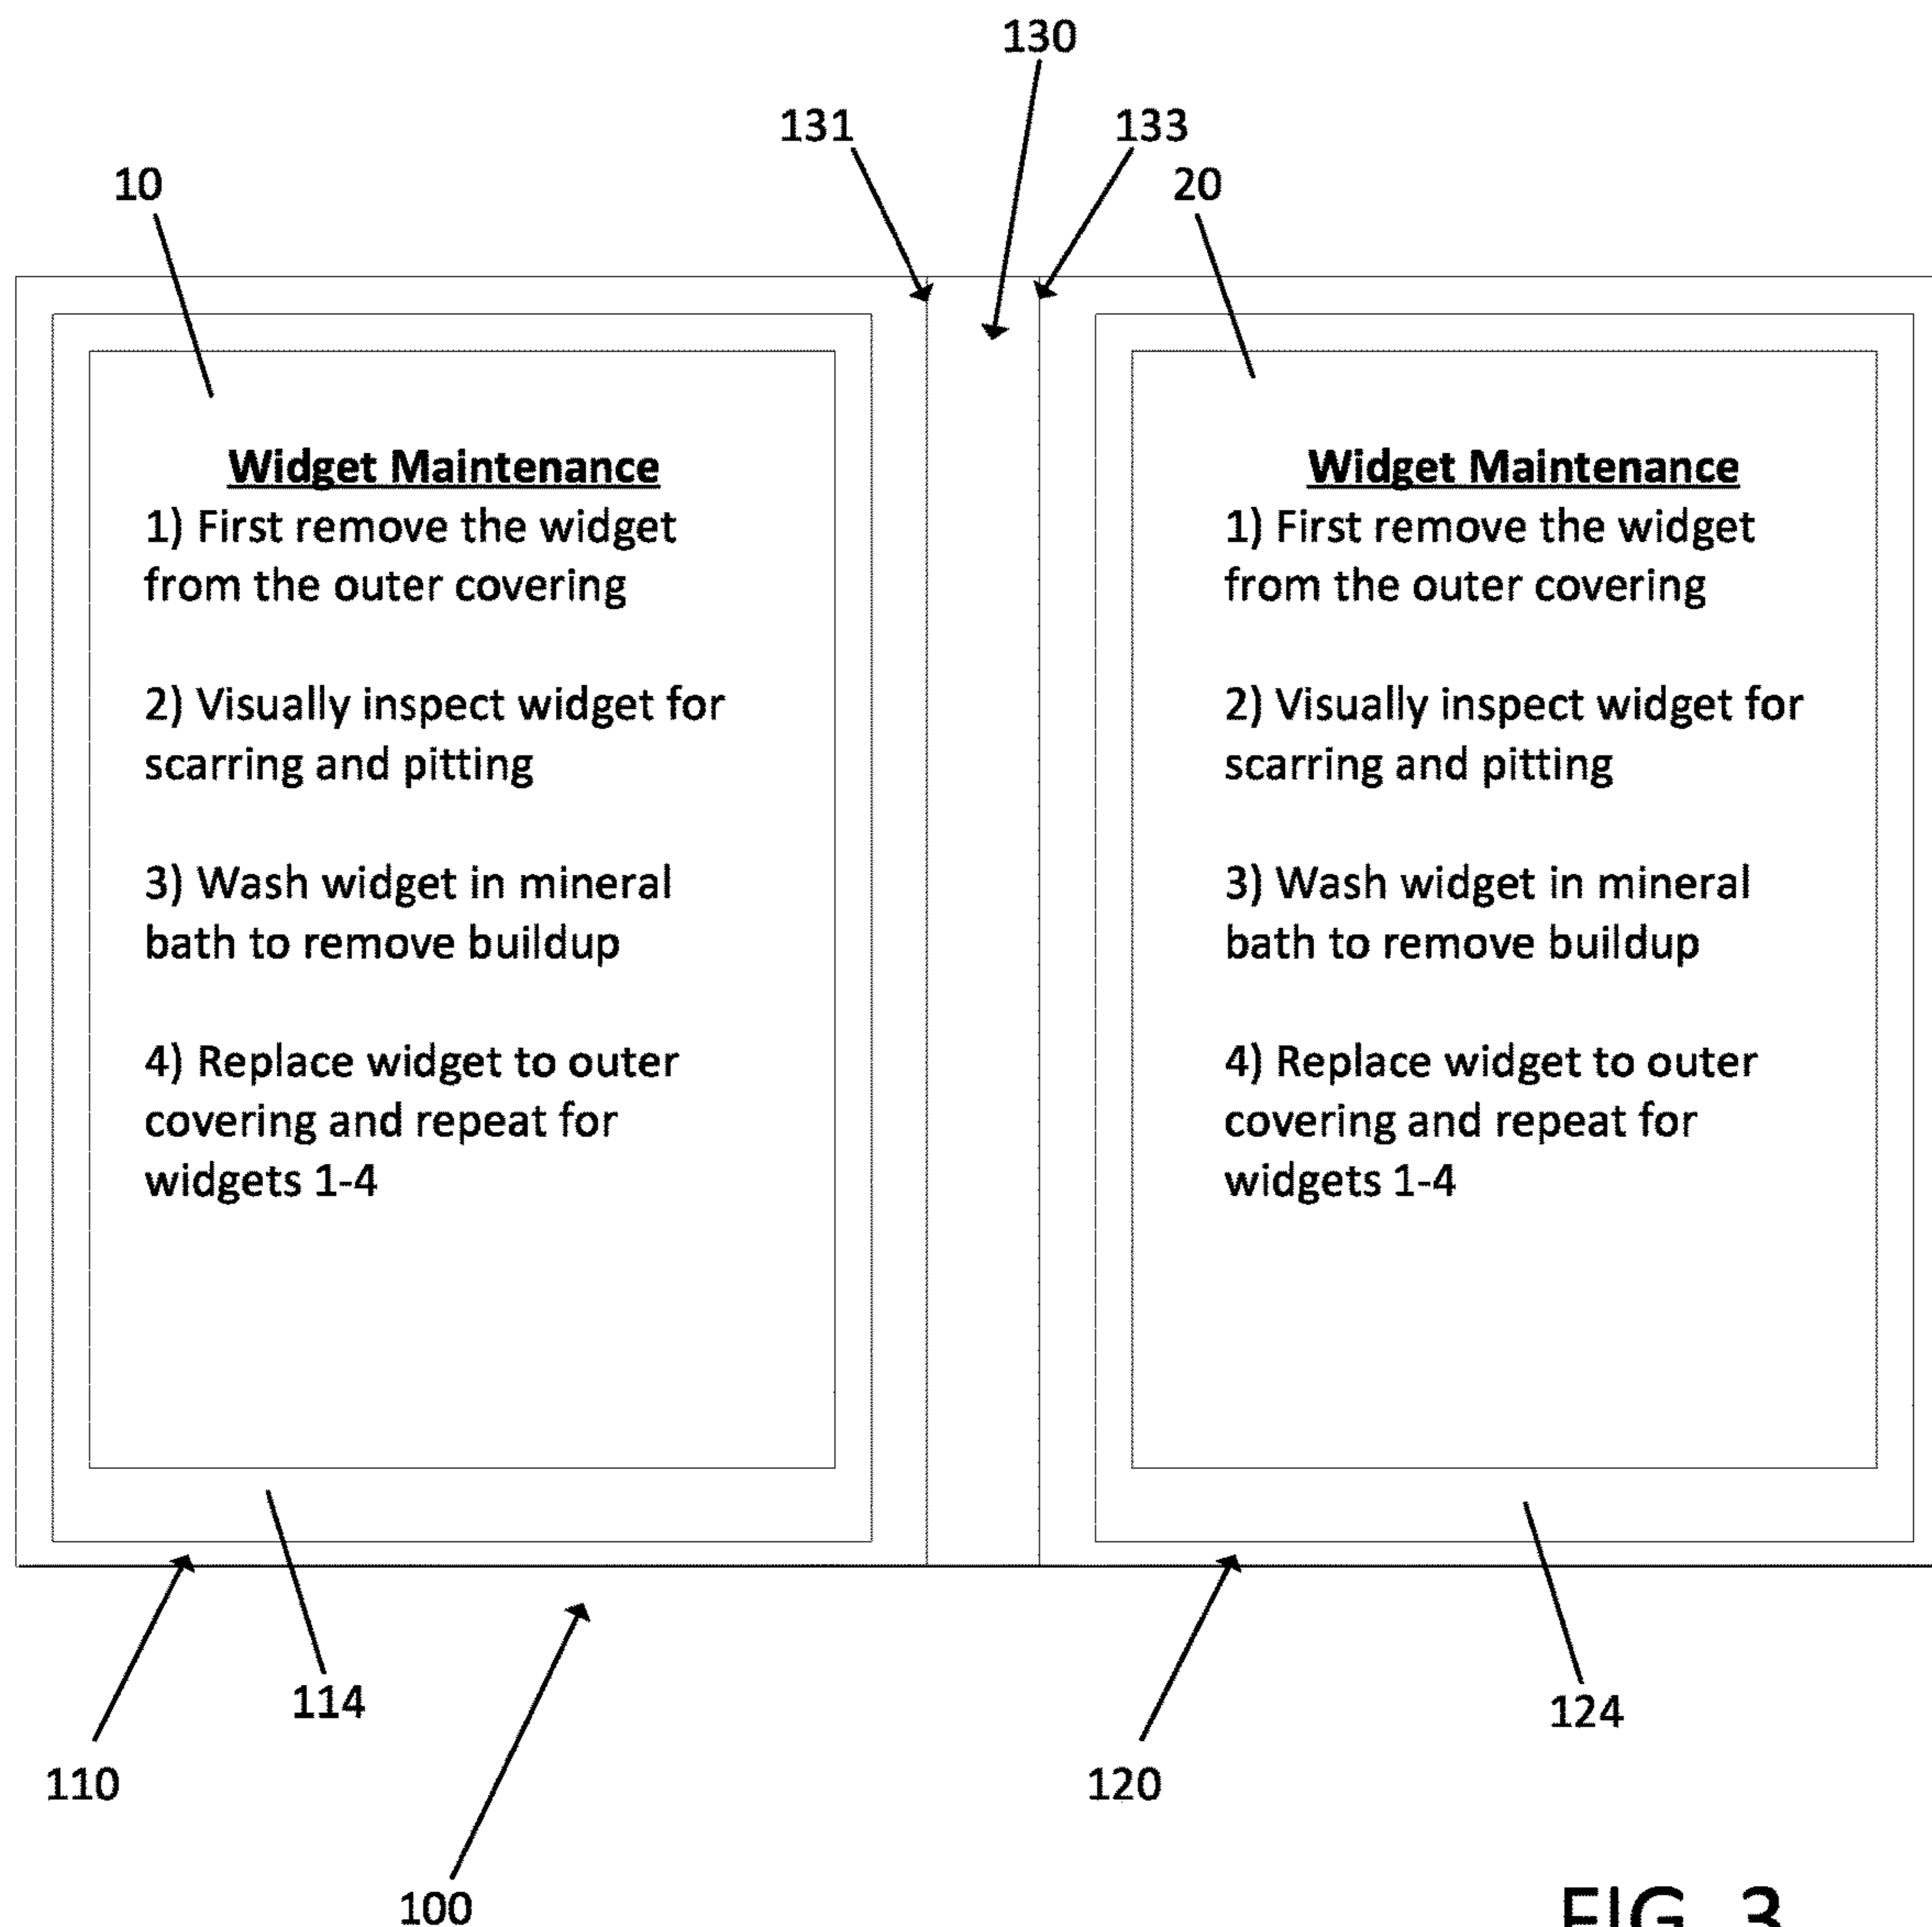 130
131
133
10
20
Widget Maintenance
1) First remove the widget
from the outer covering
2) Visually inspect widget for
scarring and pitting
3) Wash widget in mineral
bath to remove buildup
4) Replace widget to outer
covering and repeat for
widgets 1-4
Widget Maintenance
1) First remove the widget
from the outer covering
2) Visually inspect widget for
scarring and pitting
3) Wash widget in mineral
bath to remove buildup
4) Replace widget to outer
covering and repeat for
widgets 1-4
114
124
110
120
100
FIG. 3